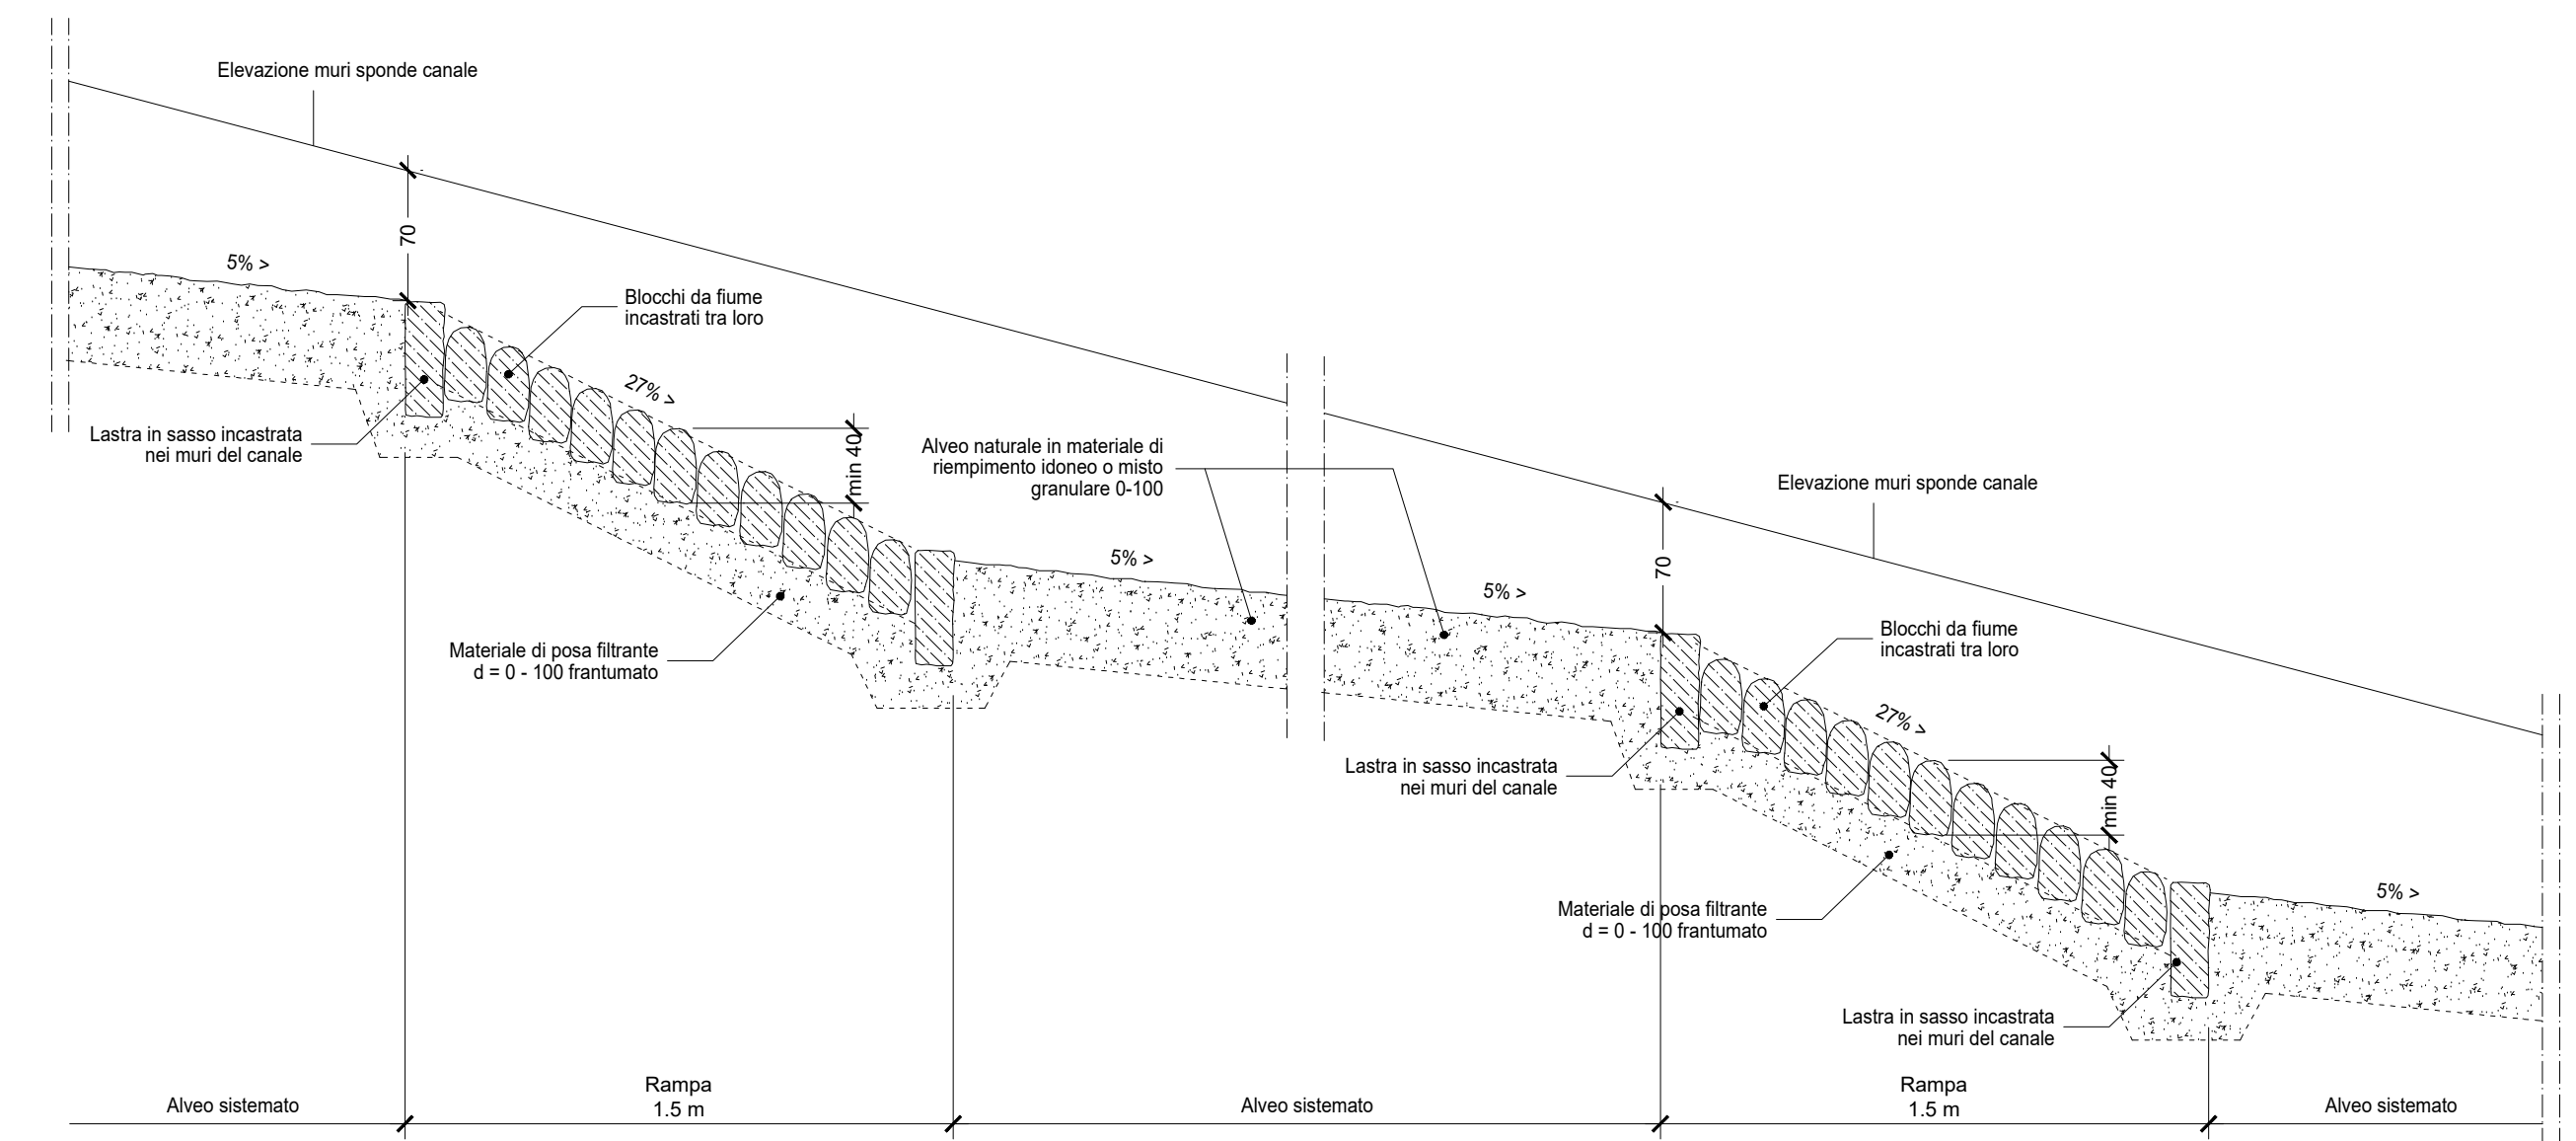 Elevazione muri sponde canale
70
5% >
Blocchi da fiume
incastrati tra loro
27% >
Lastra in sasso incastrata
nei muri del canale
min 40
Alveo naturale in materiale di
riempimento idoneo o misto
granulare 0-100
Elevazione muri sponde canale
5% >
5% >
70
Materiale di posa filtrante
d = 0 - 100 frantumato
Blocchi da fiume
incastrati tra loro
27% >
Lastra in sasso incastrata
nei muri del canale
min 40
Materiale di posa filtrante
d = 0 - 100 frantumato
5% >
Lastra in sasso incastrata
nei muri del canale
Alveo sistemato
Rampa
1.5 m
Alveo sistemato
Rampa
1.5 m
Alveo sistemato